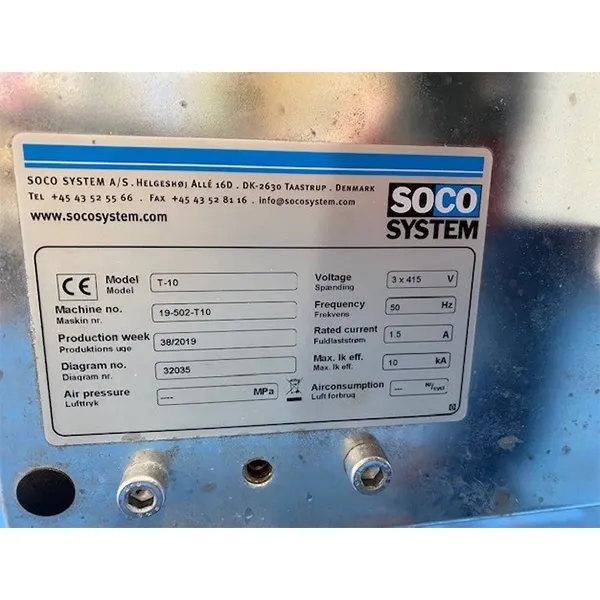 SOCO SYSTEM A/S . HELGESHØJ ALLÉ 16D . DK-2630 TAASTRUP . DENMARK
TEL +45 43 52 55 66 . FAX +45 43 52 81 16 . info@socosystem.com
www.socosystem.com
SOCO
SYSTEM
CE Model T-10
Model
Machine no. 19-502-T10
Maskin nr.
Production week 38/2019
Produktions uge
Diagram no. 32035
Diagram nr.
Air pressure ---- MPa
Lufttryk
Voltage 3 x 415 V
Spænding
Frequency 50 Hz
Frekvens
Rated current 1.5 A
Fuldlaststrøm
Max. Ik eff. 10 kA
Max. Ik eff.
Airconsumption ---
Luft forbrug